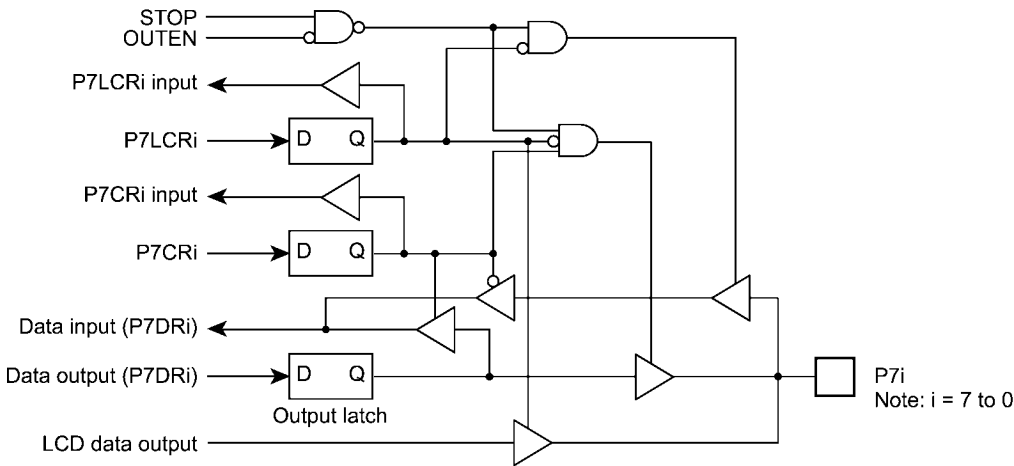 STOP
OUTEN
P7LCRi input
P7LCRi
D Q
P7CRi input
P7CRi
D Q
Data input (P7DRi)
Data output (P7DRi)
D Q
Output latch
P7i
Note: i = 7 to 0
LCD data output